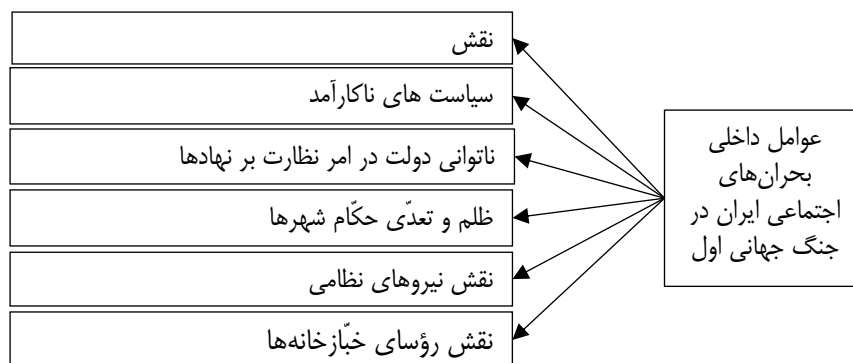 عوامل داخلی
بحران‌های
اجتماعی ایران در
جنگ جهانی اول
نقش
سیاست های ناکارآمد
ناتوانی دولت در امر نظارت بر نهادها
ظلم و تعدّی حکّام شهرها
نقش نیروهای نظامی
نقش رؤسای خبّازخانه‌ها